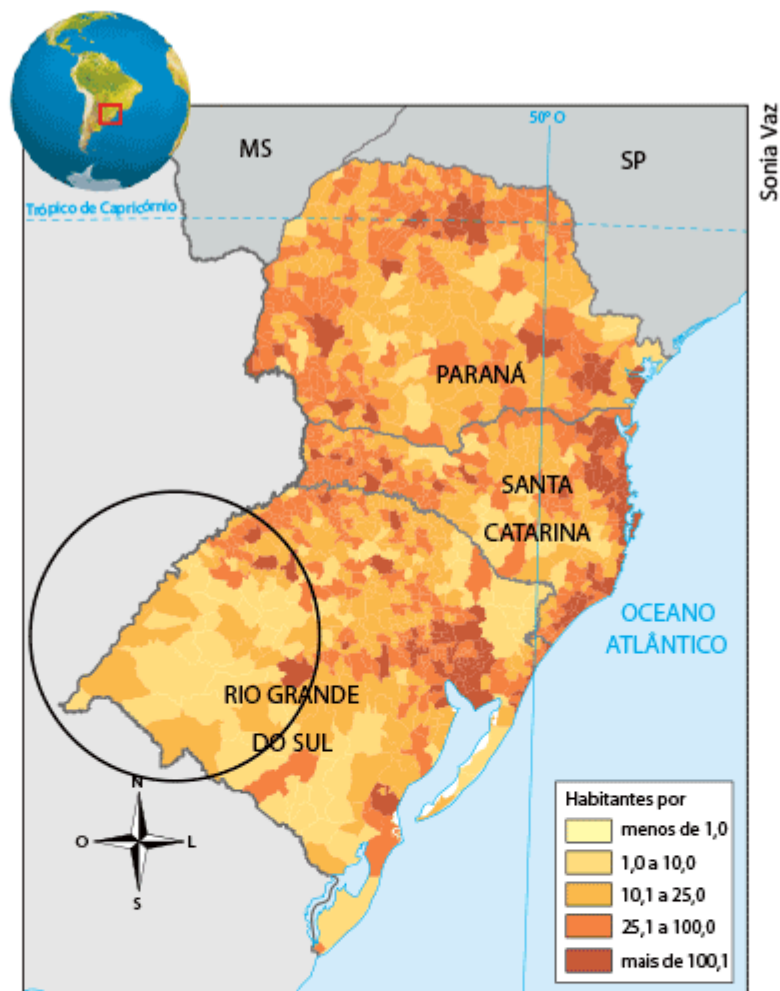 Sonia Vaz
50º O
MS
SP
Trópico de Capricórnio
PARANÁ
SANTA
CATARINA
OCEANO
ATLÂNTICO
RIO GRANDE
DO SUL
N
O
L
S
Habitantes por
menos de 1,0
1,0 a 10,0
10,1 a 25,0
25,1 a 100,0
mais de 100,1